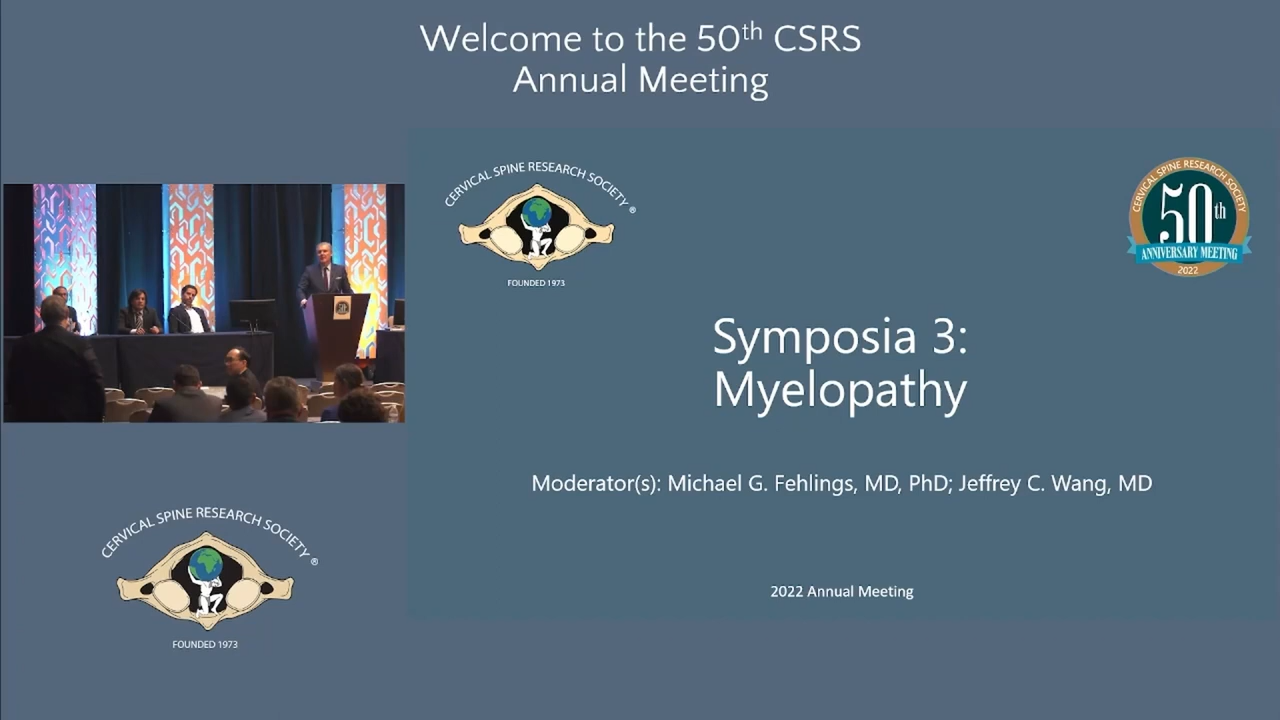 Welcome to the 50th CSRS
Annual Meeting
CERVICAL SPINE RESEARCH SOCIETY ®
FOUNDED 1973
CERVICAL SPINE RESEARCH SOCIETY
50th
ANNIVERSARY MEETING
2022
Symposia 3:
Myelopathy
Moderator(s): Michael G. Fehlings, MD, PhD; Jeffrey C. Wang, MD
2022 Annual Meeting
CERVICAL SPINE RESEARCH SOCIETY ®
FOUNDED 1973